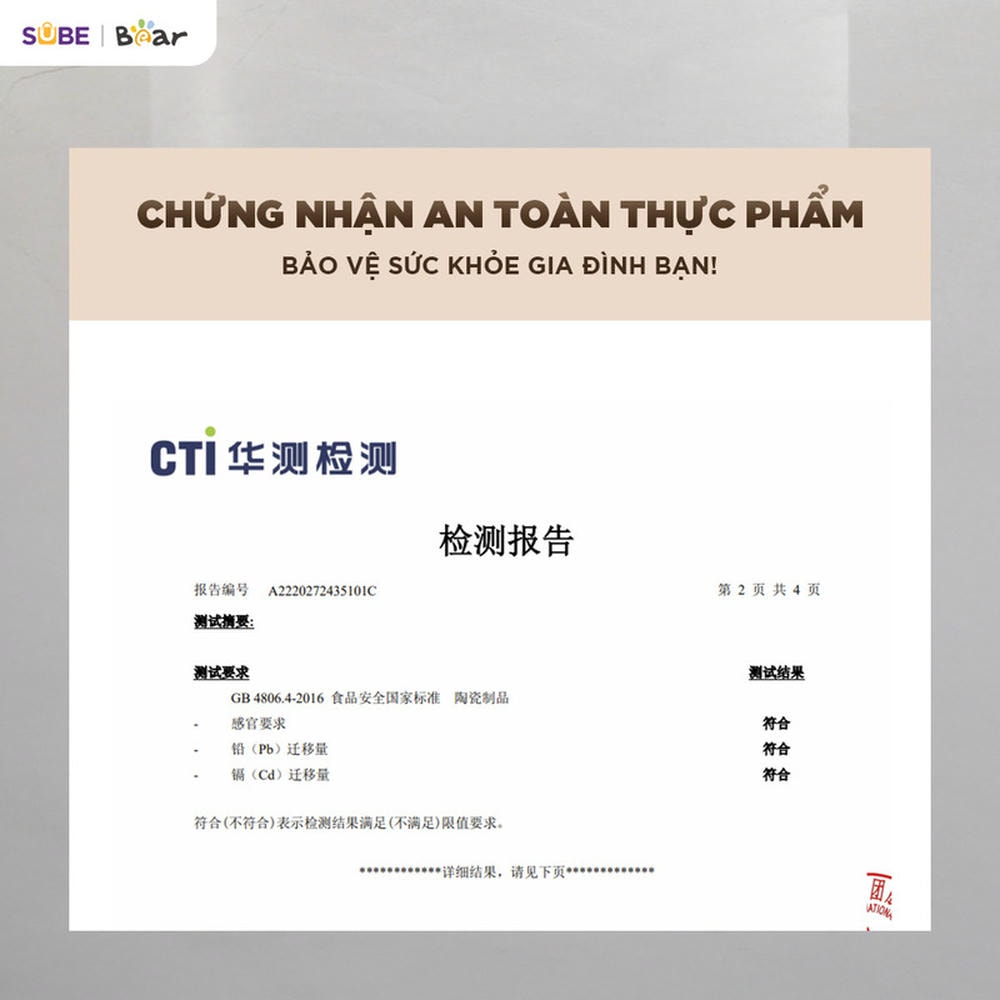 SUBE | Bear
CHỨNG NHẬN AN TOÀN THỰC PHẨM
BẢO VỆ SỨC KHỎE GIA ĐÌNH BẠN!
CTI 华测检测
检测报告
报告编号 A2220272435101C 第 2 页 共 4 页
测试摘要:
测试要求 测试结果
GB 4806.4-2016 食品安全国家标准 陶瓷制品
- 感官要求 符合
- 铅（Pb）迁移量 符合
- 镉（Cd）迁移量 符合
符合(不符合)表示检测结果满足(不满足)限值要求。
************详细结果，请见下页*************
团